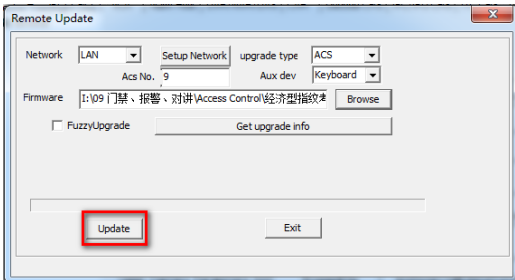 Remote Update
Network LAN Setup Network upgrade type ACS
Acs No. 9 Aux dev Keyboard
Firmware I:\09 门禁、报警、对讲\Access Control\经济型指纹考 Browse
FuzzyUpgrade Get upgrade info
Update Exit